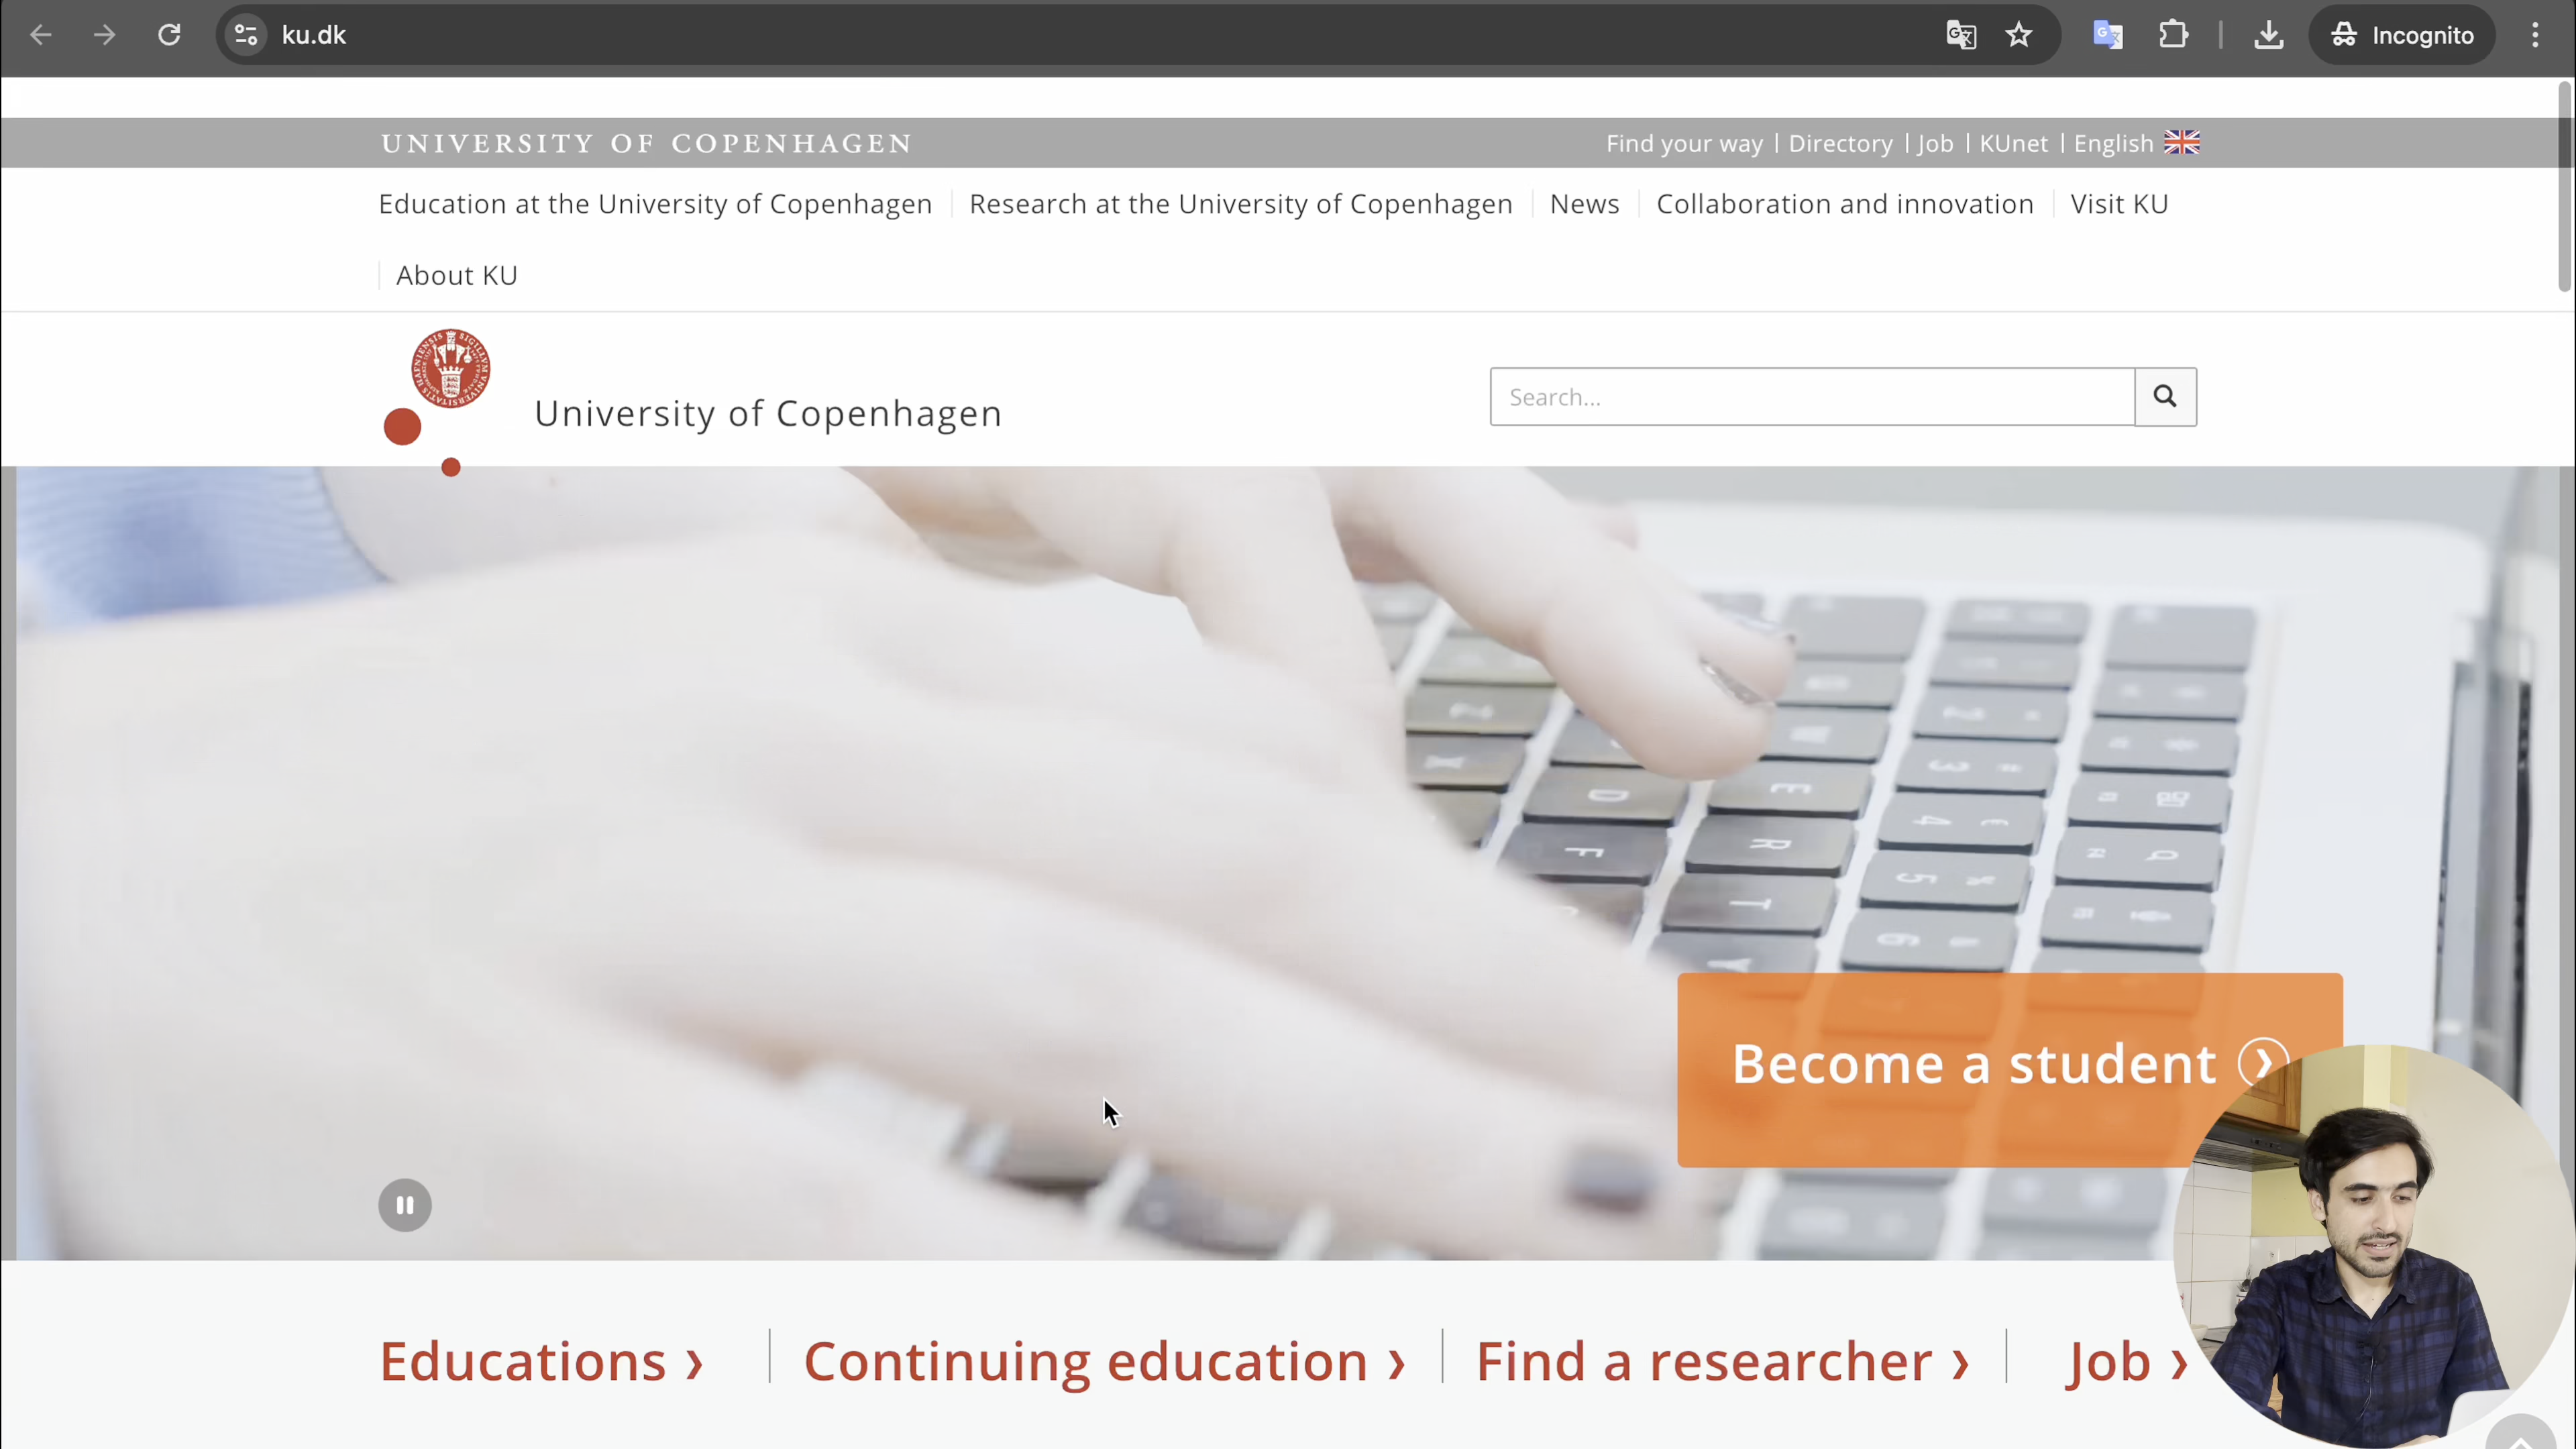 ku.dk
Incognito
UNIVERSITY OF COPENHAGEN
Find your way | Directory | Job | KUnet | English
Education at the University of Copenhagen
Research at the University of Copenhagen
News
Collaboration and innovation
Visit KU
About KU
University of Copenhagen
Search...
Become a student
Educations ›
Continuing education ›
Find a researcher ›
Job ›